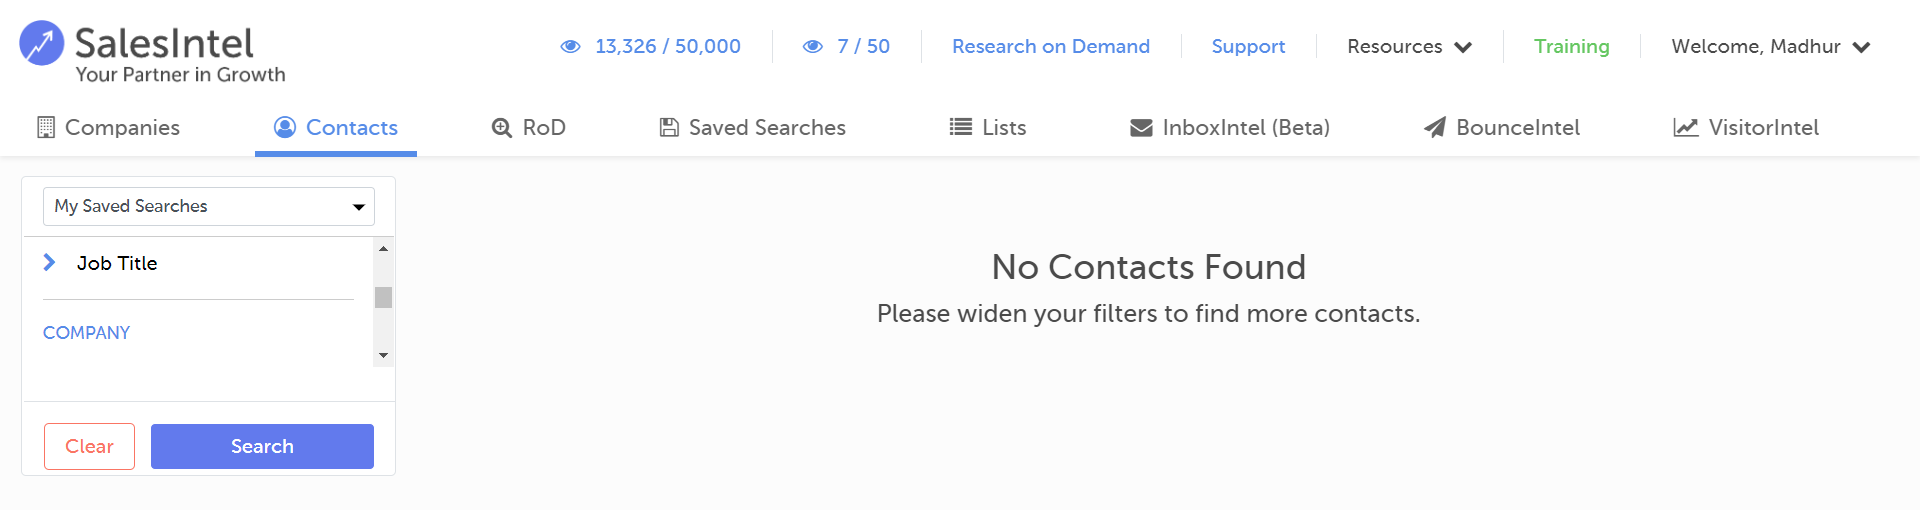 SalesIntel
Your Partner in Growth
13,326 / 50,000
7 / 50
Research on Demand
Support
Resources
Training
Welcome, Madhur
Companies
Contacts
RoD
Saved Searches
Lists
InboxIntel (Beta)
BounceIntel
VisitorIntel
My Saved Searches
Job Title
COMPANY
Clear
Search
No Contacts Found
Please widen your filters to find more contacts.